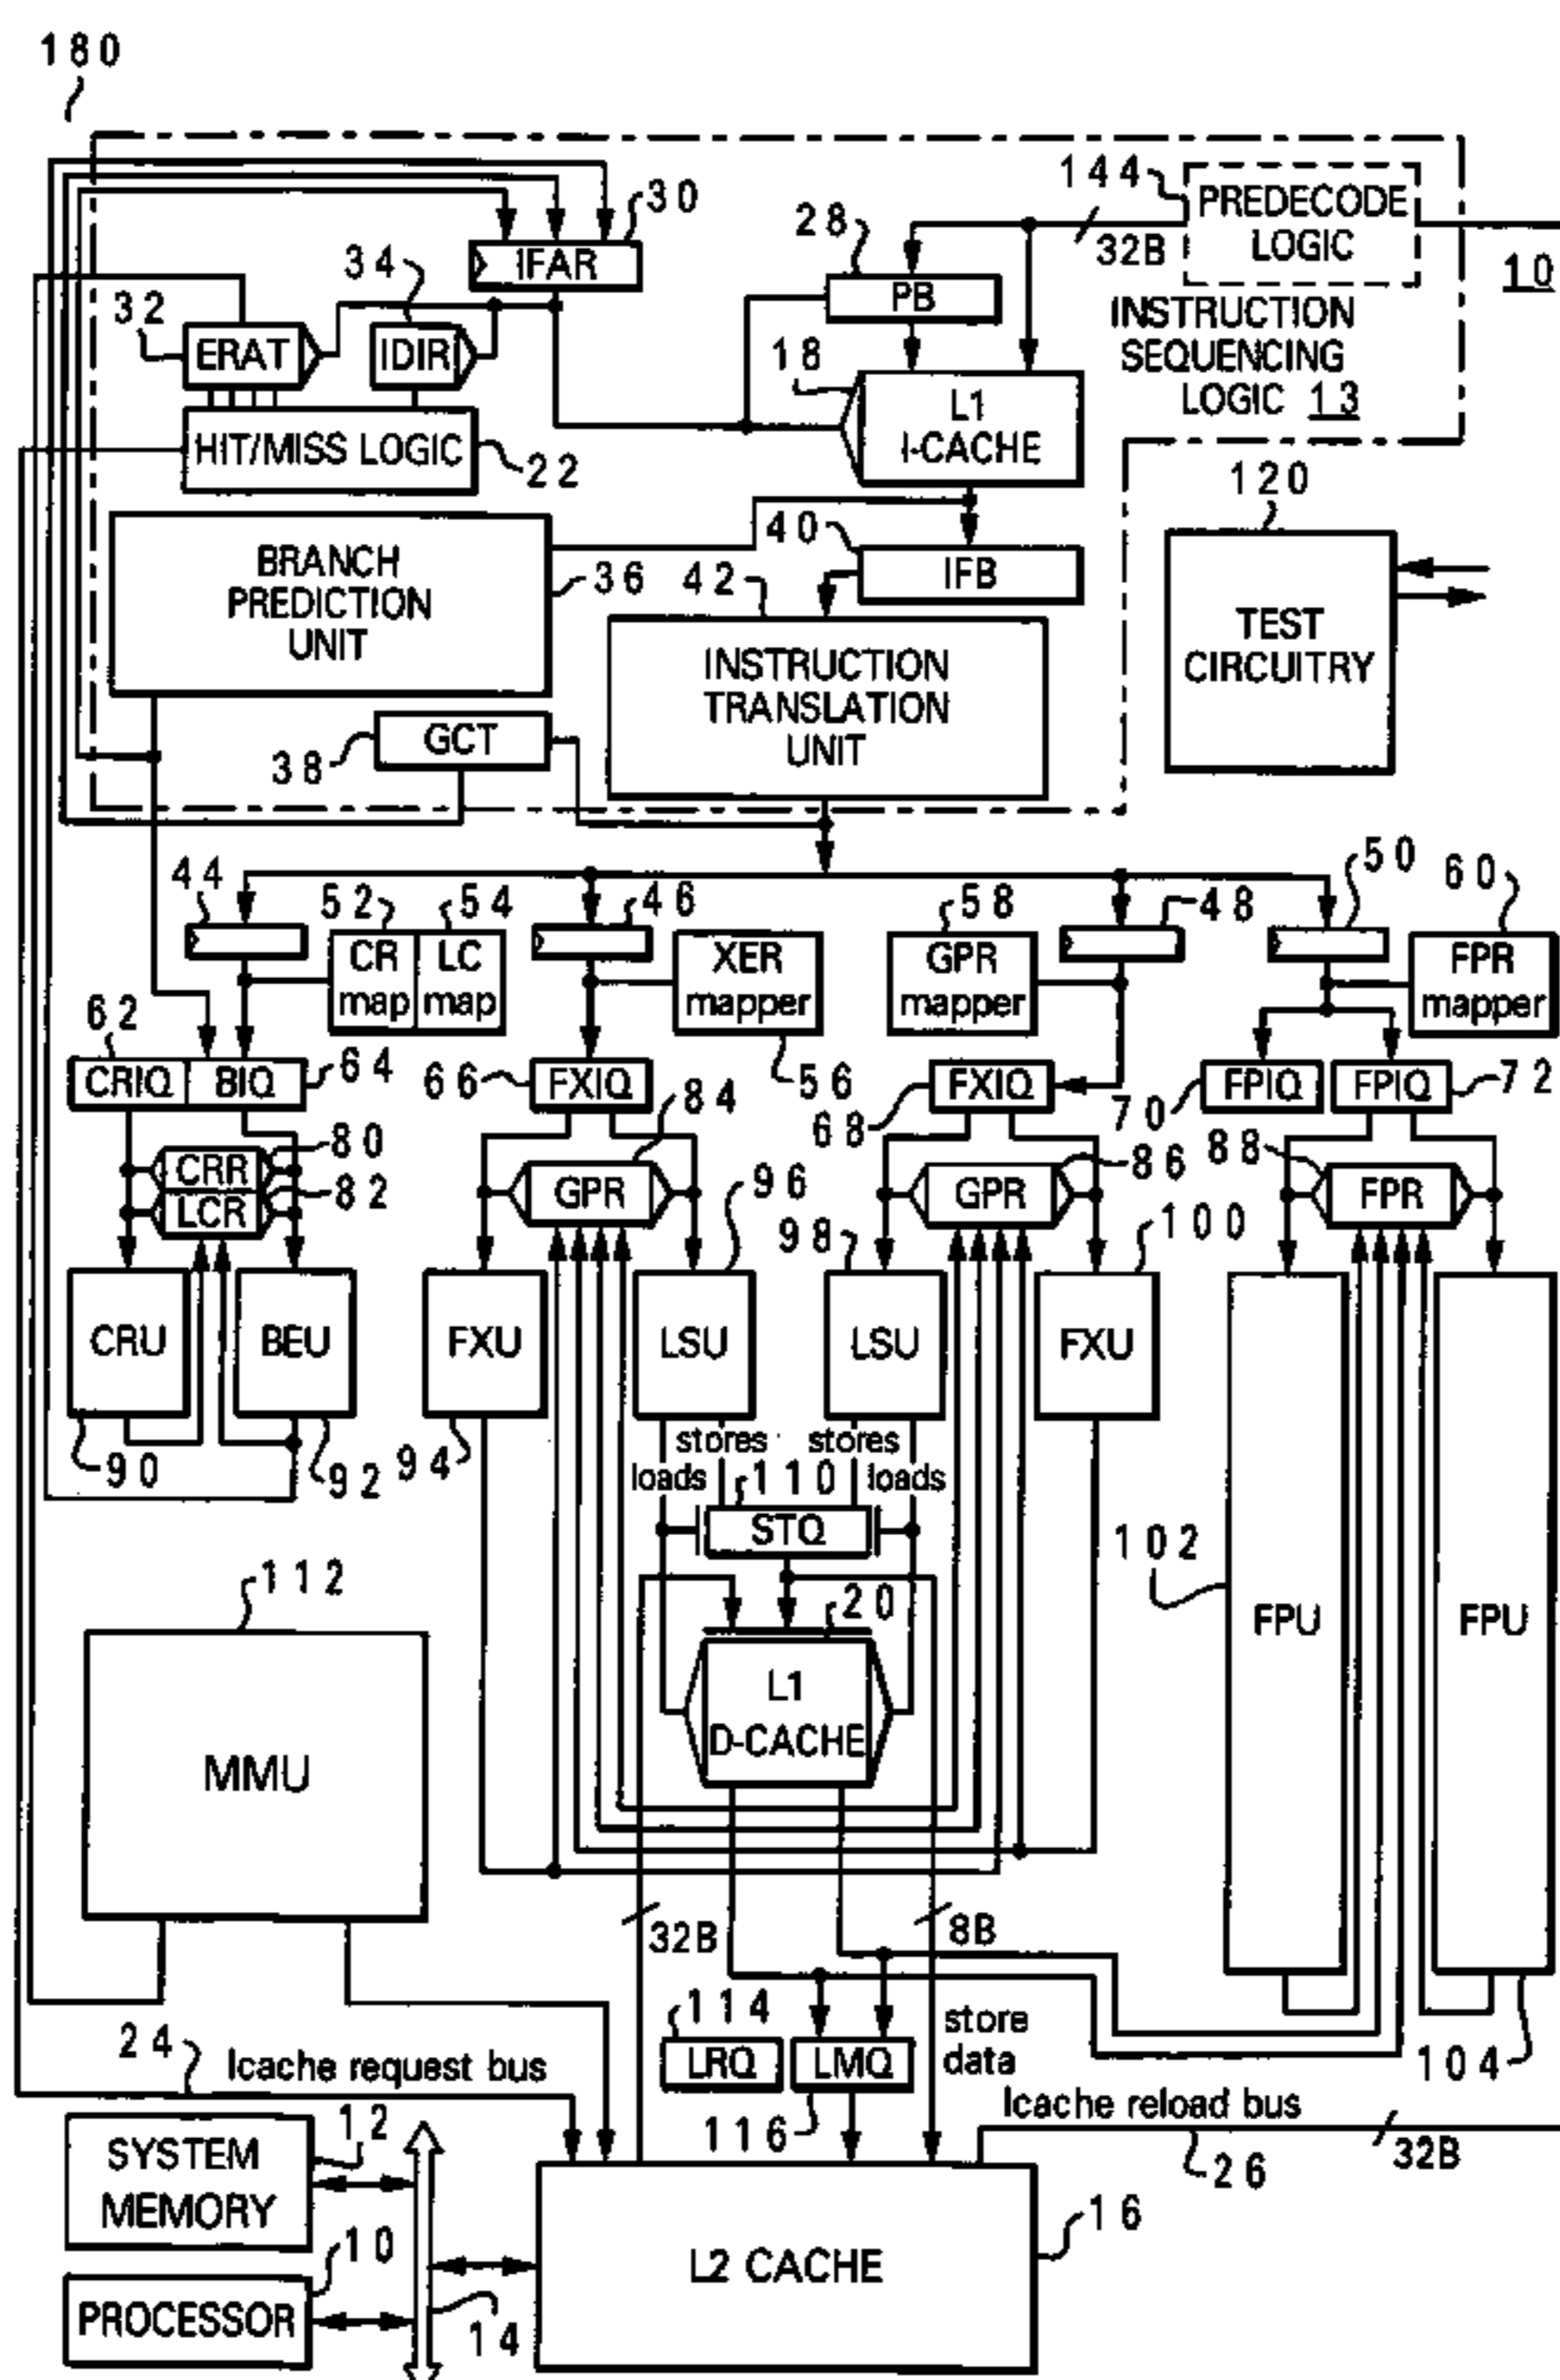 180
144
PREDECODE
LOGIC
32B
10
INSTRUCTION
SEQUENCING
LOGIC 13
30
IFAR
28
PB
34
32
ERAT
IDIR
18
L1
I-CACHE
HIT/MISS LOGIC
22
120
TEST
CIRCUITRY
BRANCH
PREDICTION
UNIT
36
40
IFB
42
INSTRUCTION
TRANSLATION
UNIT
GCT
38
44
52
54
46
58
48
50
60
CR
map
LC
map
XER
mapper
GPR
mapper
FPR
mapper
62
CRIQ
BIQ
64
66
FXIQ
56
84
FXIQ
68
70
FPIQ
FPIQ
72
80
CRR
LCR
82
GPR
96
98
GPR
86
88
FPR
100
CRU
BEU
FXU
LSU
LSU
FXU
90
92
94
stores
stores
loads
110
loads
STQ
20
L1
D-CACHE
102
FPU
FPU
112
MMU
32B
8B
114
LRQ
LMQ
store
data
116
104
24
Icache request bus
Icache reload bus
32B
26
SYSTEM
MEMORY
12
10
PROCESSOR
14
L2 CACHE
16